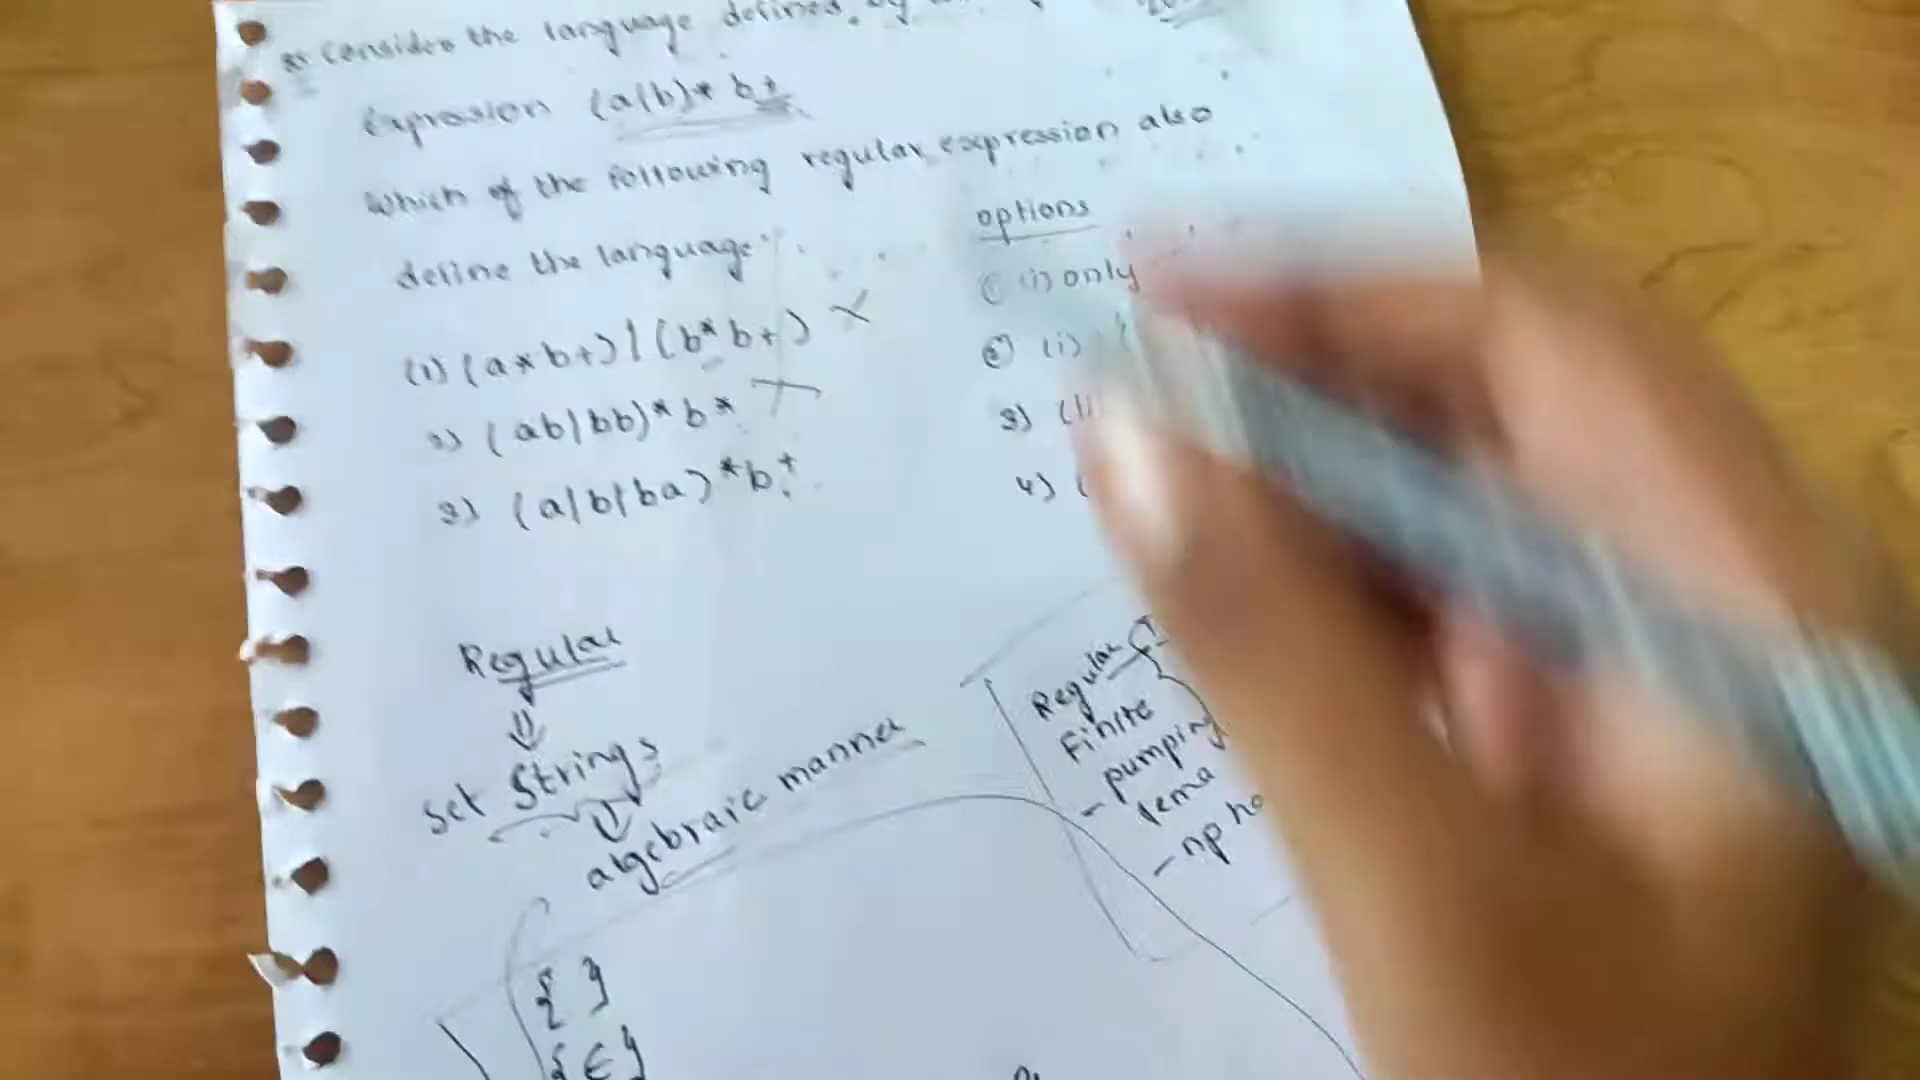 Consider the language defined by
Expression (a/b)* b+
Which of the following regular expression also
define the language
(1) (a*b+) | (b*b+) ×
2) (ab/bb)*b* ×
3) (a/b/ba)*b+
options
(i) only
2) (i)
3)
4) (
Regular
⇓
set Strings
⇓
algebraic manner
{ }
{ ∈ }
Regular
Finite
- pumping
lema
- np